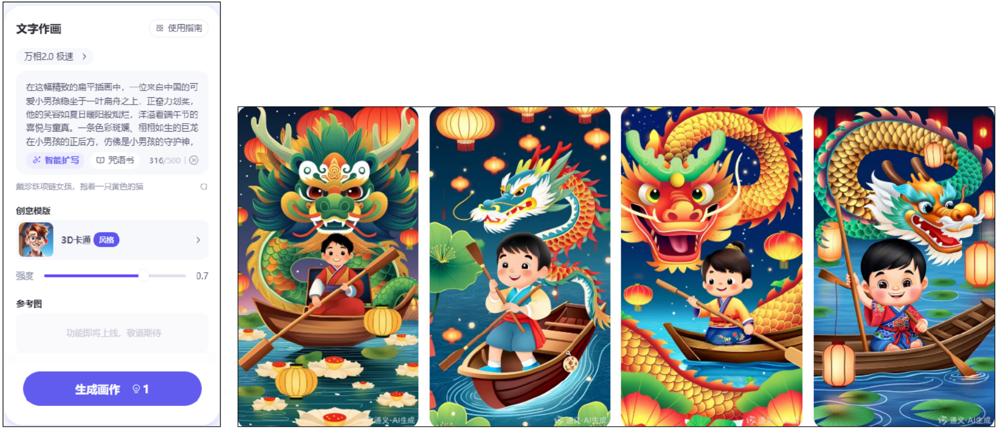 文字作画
使用指南
万相2.0 极速
在这幅精致的扁平插画中，一位来自中国的可
爱小男孩稳坐于一叶扁舟之上，正奋力划桨，
他的笑容如夏日暖阳般灿烂，洋溢着端午节的
喜悦与童真。一条色彩斑斓、栩栩如生的巨龙
在小男孩的正后方，仿佛是小男孩的守护神，
智能扩写
咒语书
316/500
戴珍珠项链女孩，抱着一只黄色的猫
创意模版
3D卡通
风格
强度
0.7
参考图
功能即将上线，敬请期待
生成画作
1
通义·AI生成
通义·AI生成
通义·AI生成
通义·AI生成